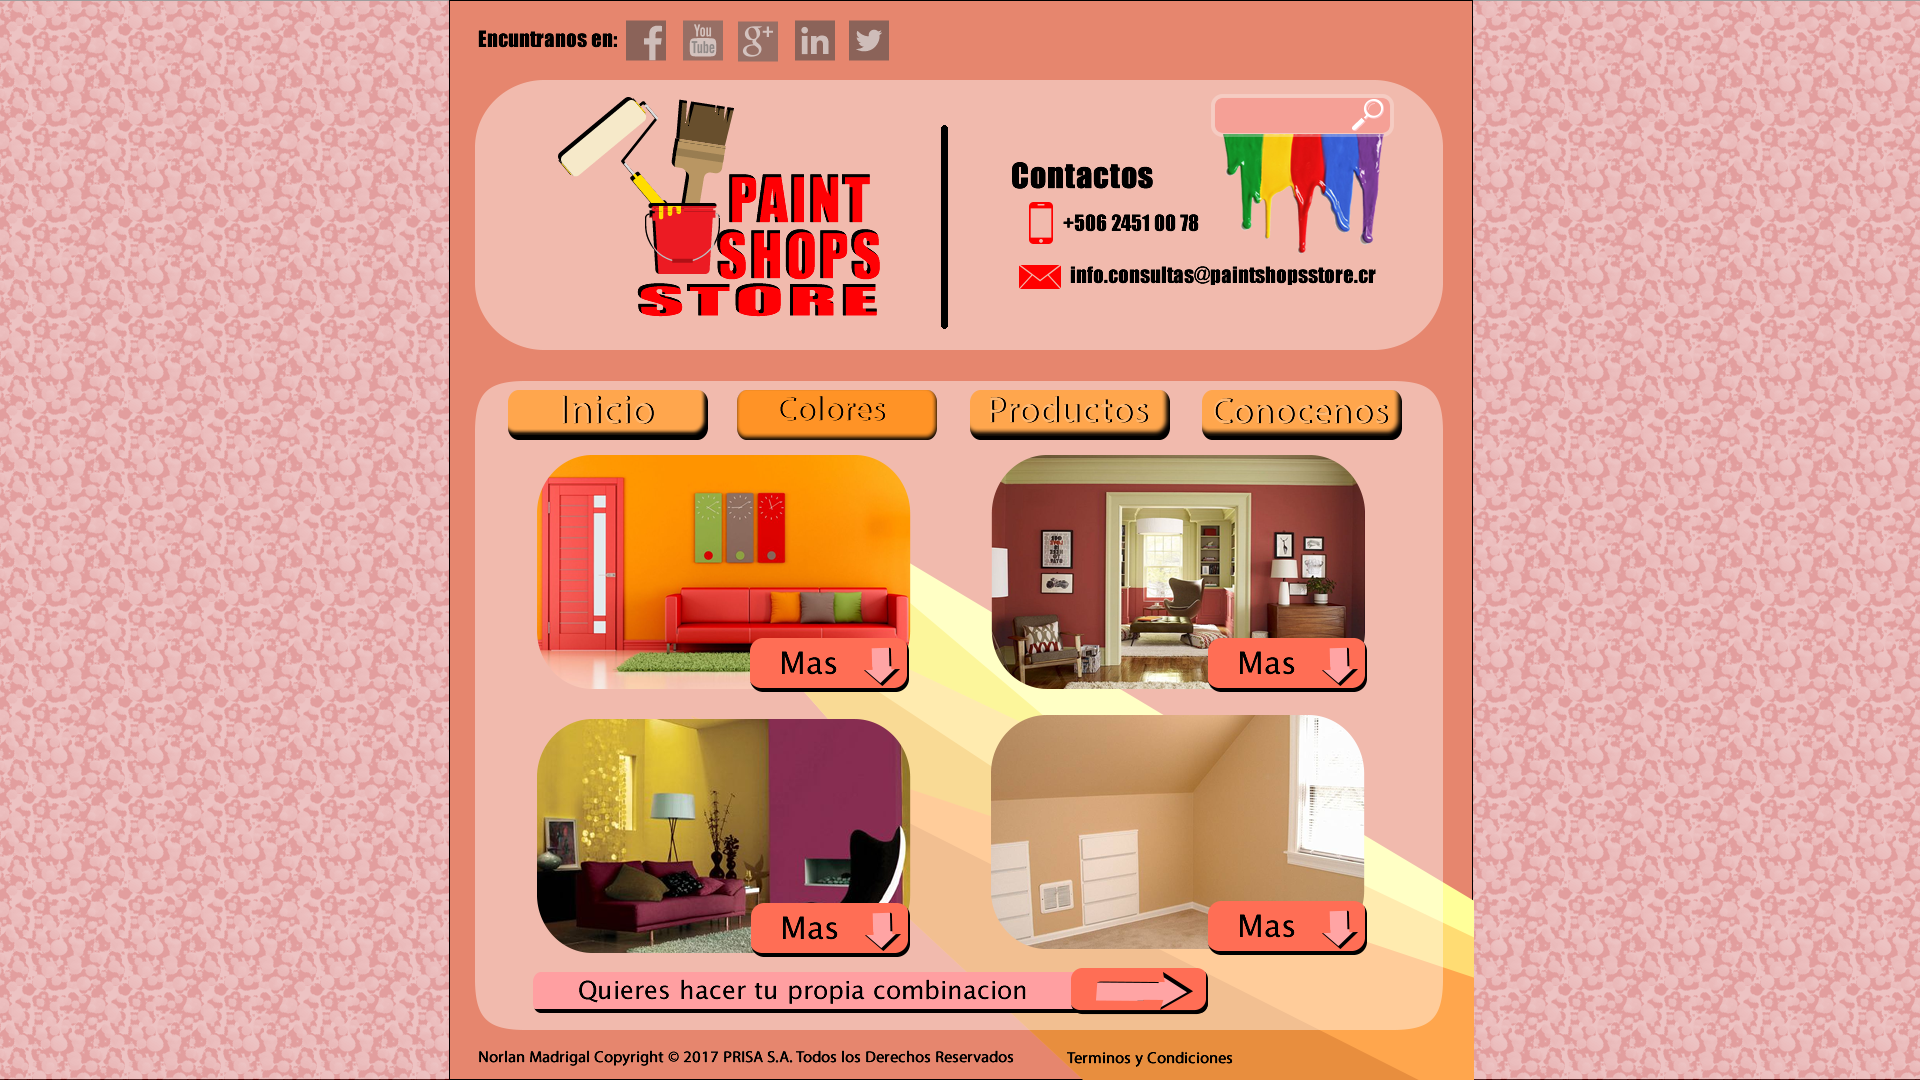 Encuntranos en:
You
Tube
g+
in
PAINT
SHOPS
STORE
Contactos
+506 2451 00 78
info.consultas@paintshopsstore.cr
Inicio
Colores
Productos
Conocenos
Mas
Mas
Mas
Mas
Quieres hacer tu propia combinacion
Norlan Madrigal Copyright © 2017 PRISA S.A. Todos los Derechos Reservados
Terminos y Condiciones